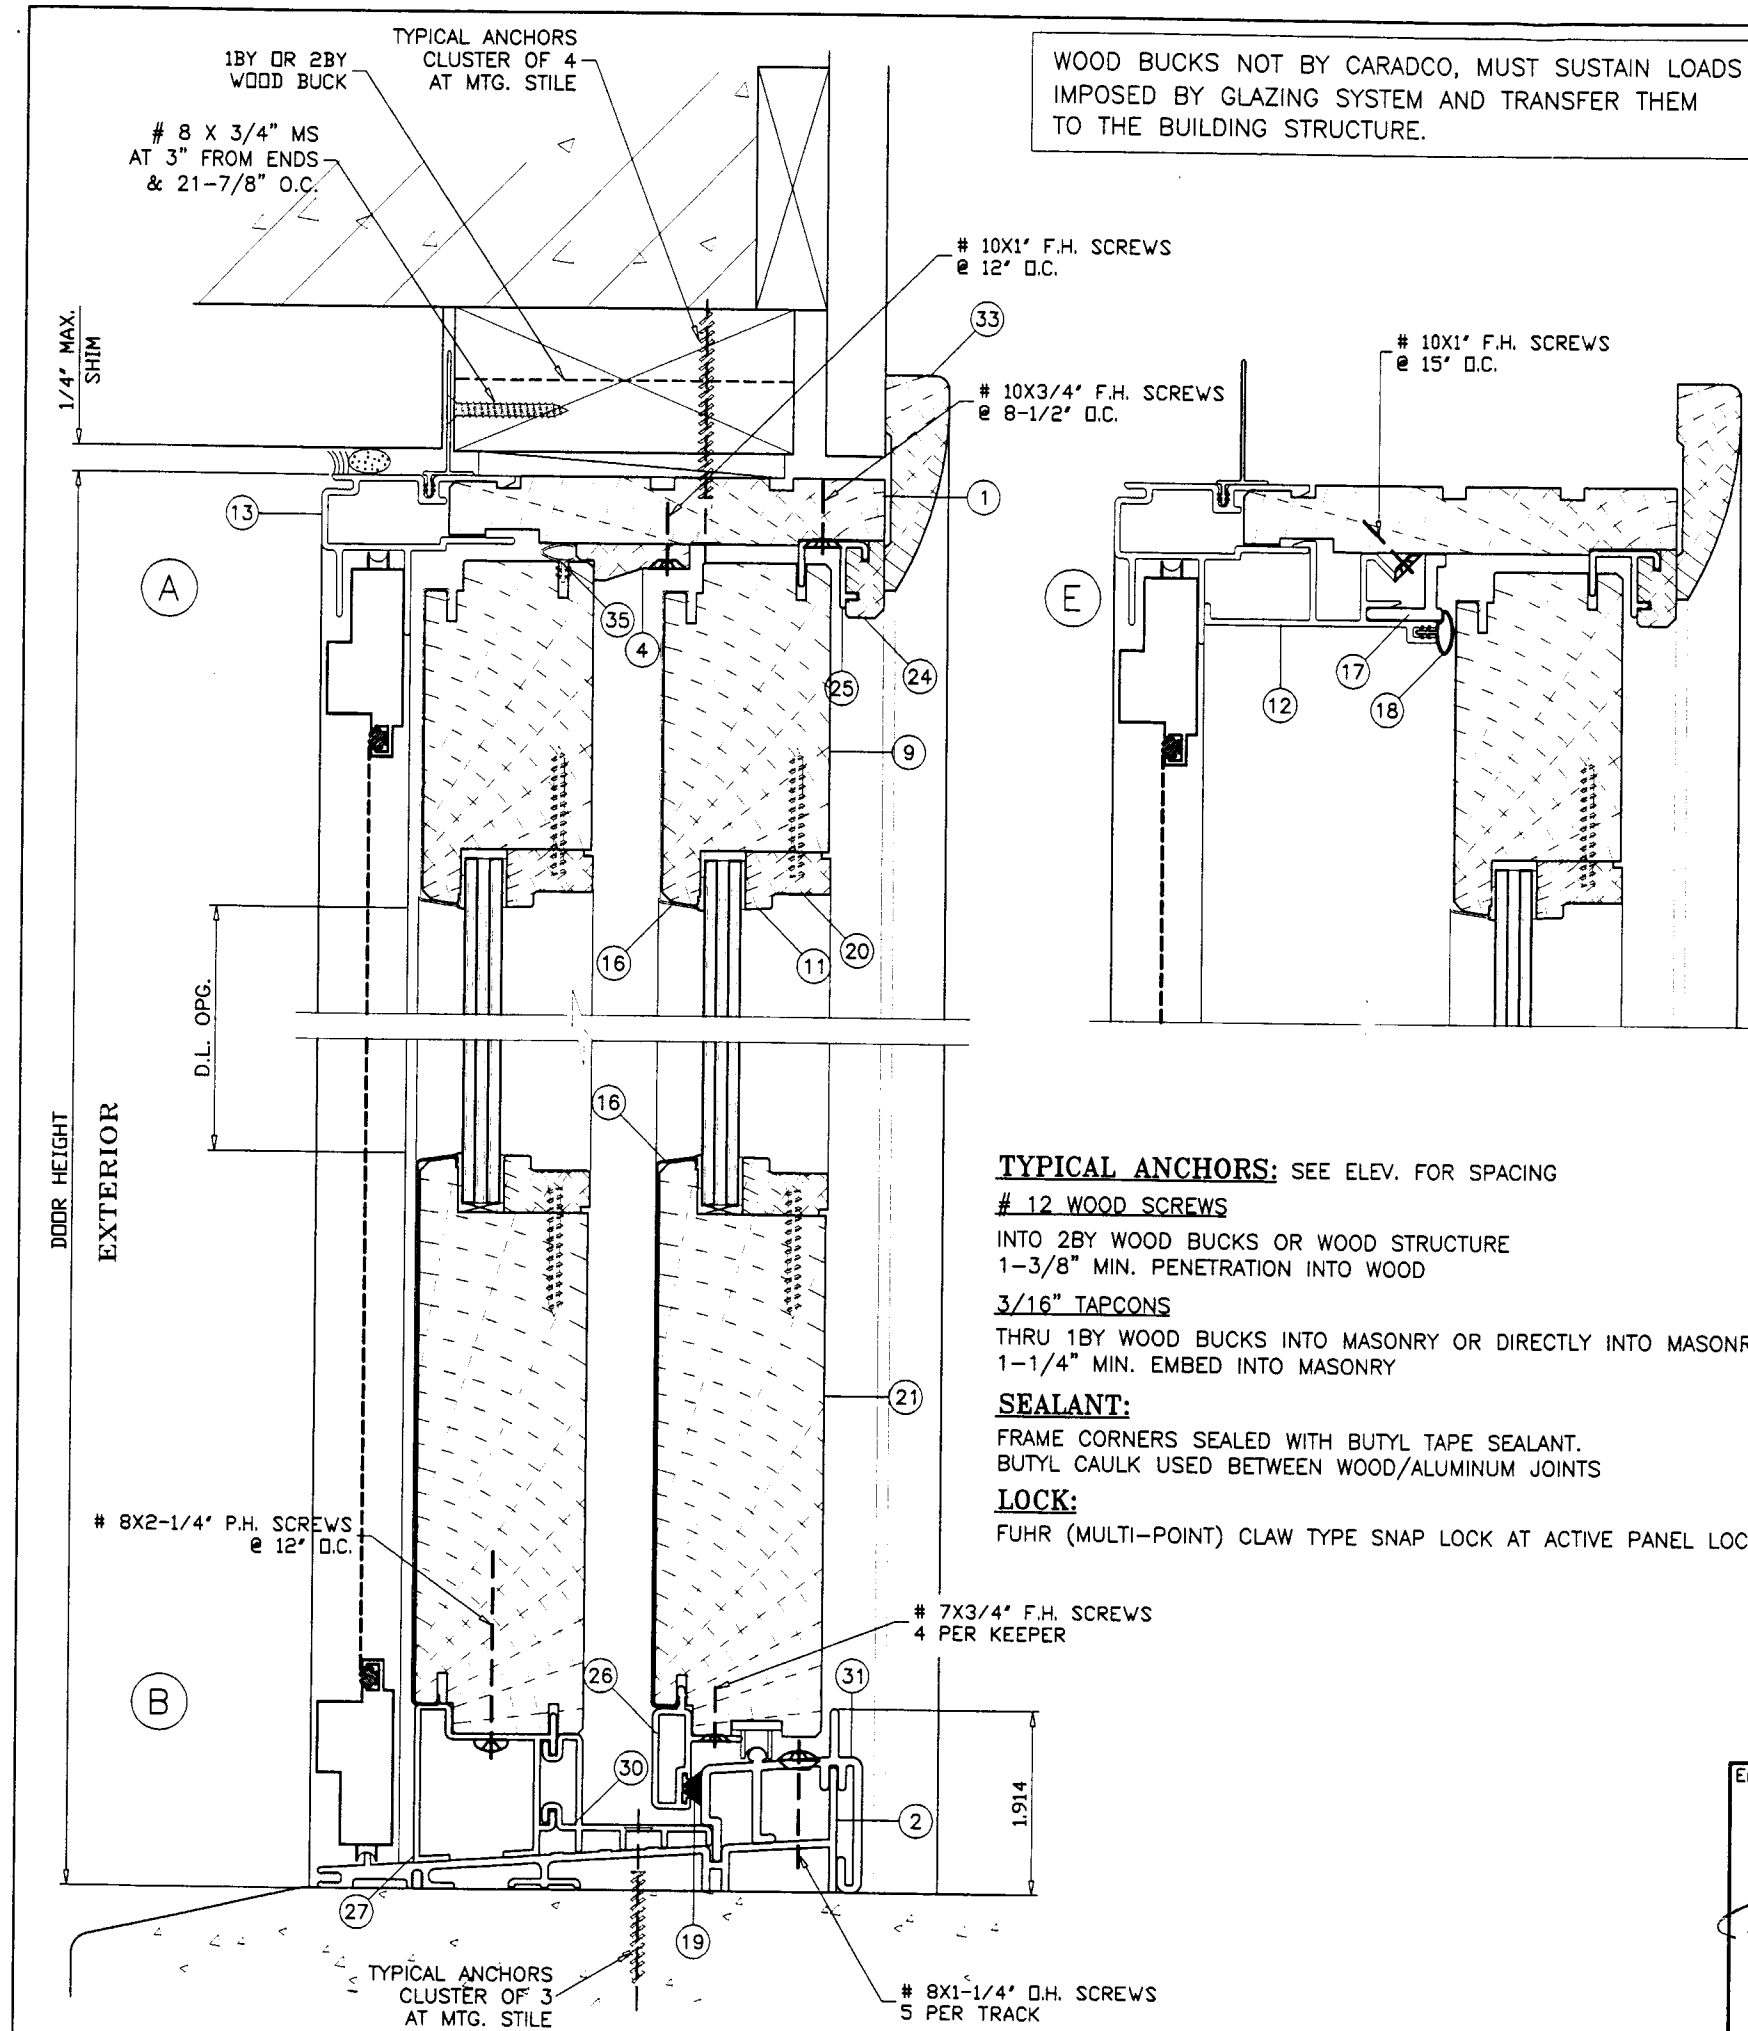 TYPICAL ANCHORS
CLUSTER OF 4
AT MTG. STILE
1BY OR 2BY
WOOD BUCK
# 8 X 3/4" MS
AT 3" FROM ENDS
& 21-7/8" O.C.
WOOD BUCKS NOT BY CARADCO, MUST SUSTAIN LOADS
IMPOSED BY GLAZING SYSTEM AND TRANSFER THEM
TO THE BUILDING STRUCTURE.
# 10X1" F.H. SCREWS
@ 12" O.C.
33
# 10X3/4" F.H. SCREWS
@ 8-1/2" O.C.
# 10X1" F.H. SCREWS
@ 15" O.C.
1/4" MAX.
SHIM
13
1
A
35
4
25
24
E
17
12
18
9
16
11
20
D.L. OPG.
DOOR HEIGHT
EXTERIOR
16
TYPICAL ANCHORS: SEE ELEV. FOR SPACING
# 12 WOOD SCREWS
INTO 2BY WOOD BUCKS OR WOOD STRUCTURE
1-3/8" MIN. PENETRATION INTO WOOD
3/16" TAPCONS
THRU 1BY WOOD BUCKS INTO MASONRY OR DIRECTLY INTO MASONR
1-1/4" MIN. EMBED INTO MASONRY
21
SEALANT:
FRAME CORNERS SEALED WITH BUTYL TAPE SEALANT.
BUTYL CAULK USED BETWEEN WOOD/ALUMINUM JOINTS
LOCK:
FUHR (MULTI-POINT) CLAW TYPE SNAP LOCK AT ACTIVE PANEL LOC
# 8X2-1/4" P.H. SCREWS
@ 12" O.C.
# 7X3/4" F.H. SCREWS
4 PER KEEPER
B
26
31
30
2
1.914
27
19
TYPICAL ANCHORS
CLUSTER OF 3
AT MTG. STILE
# 8X1-1/4" O.H. SCREWS
5 PER TRACK